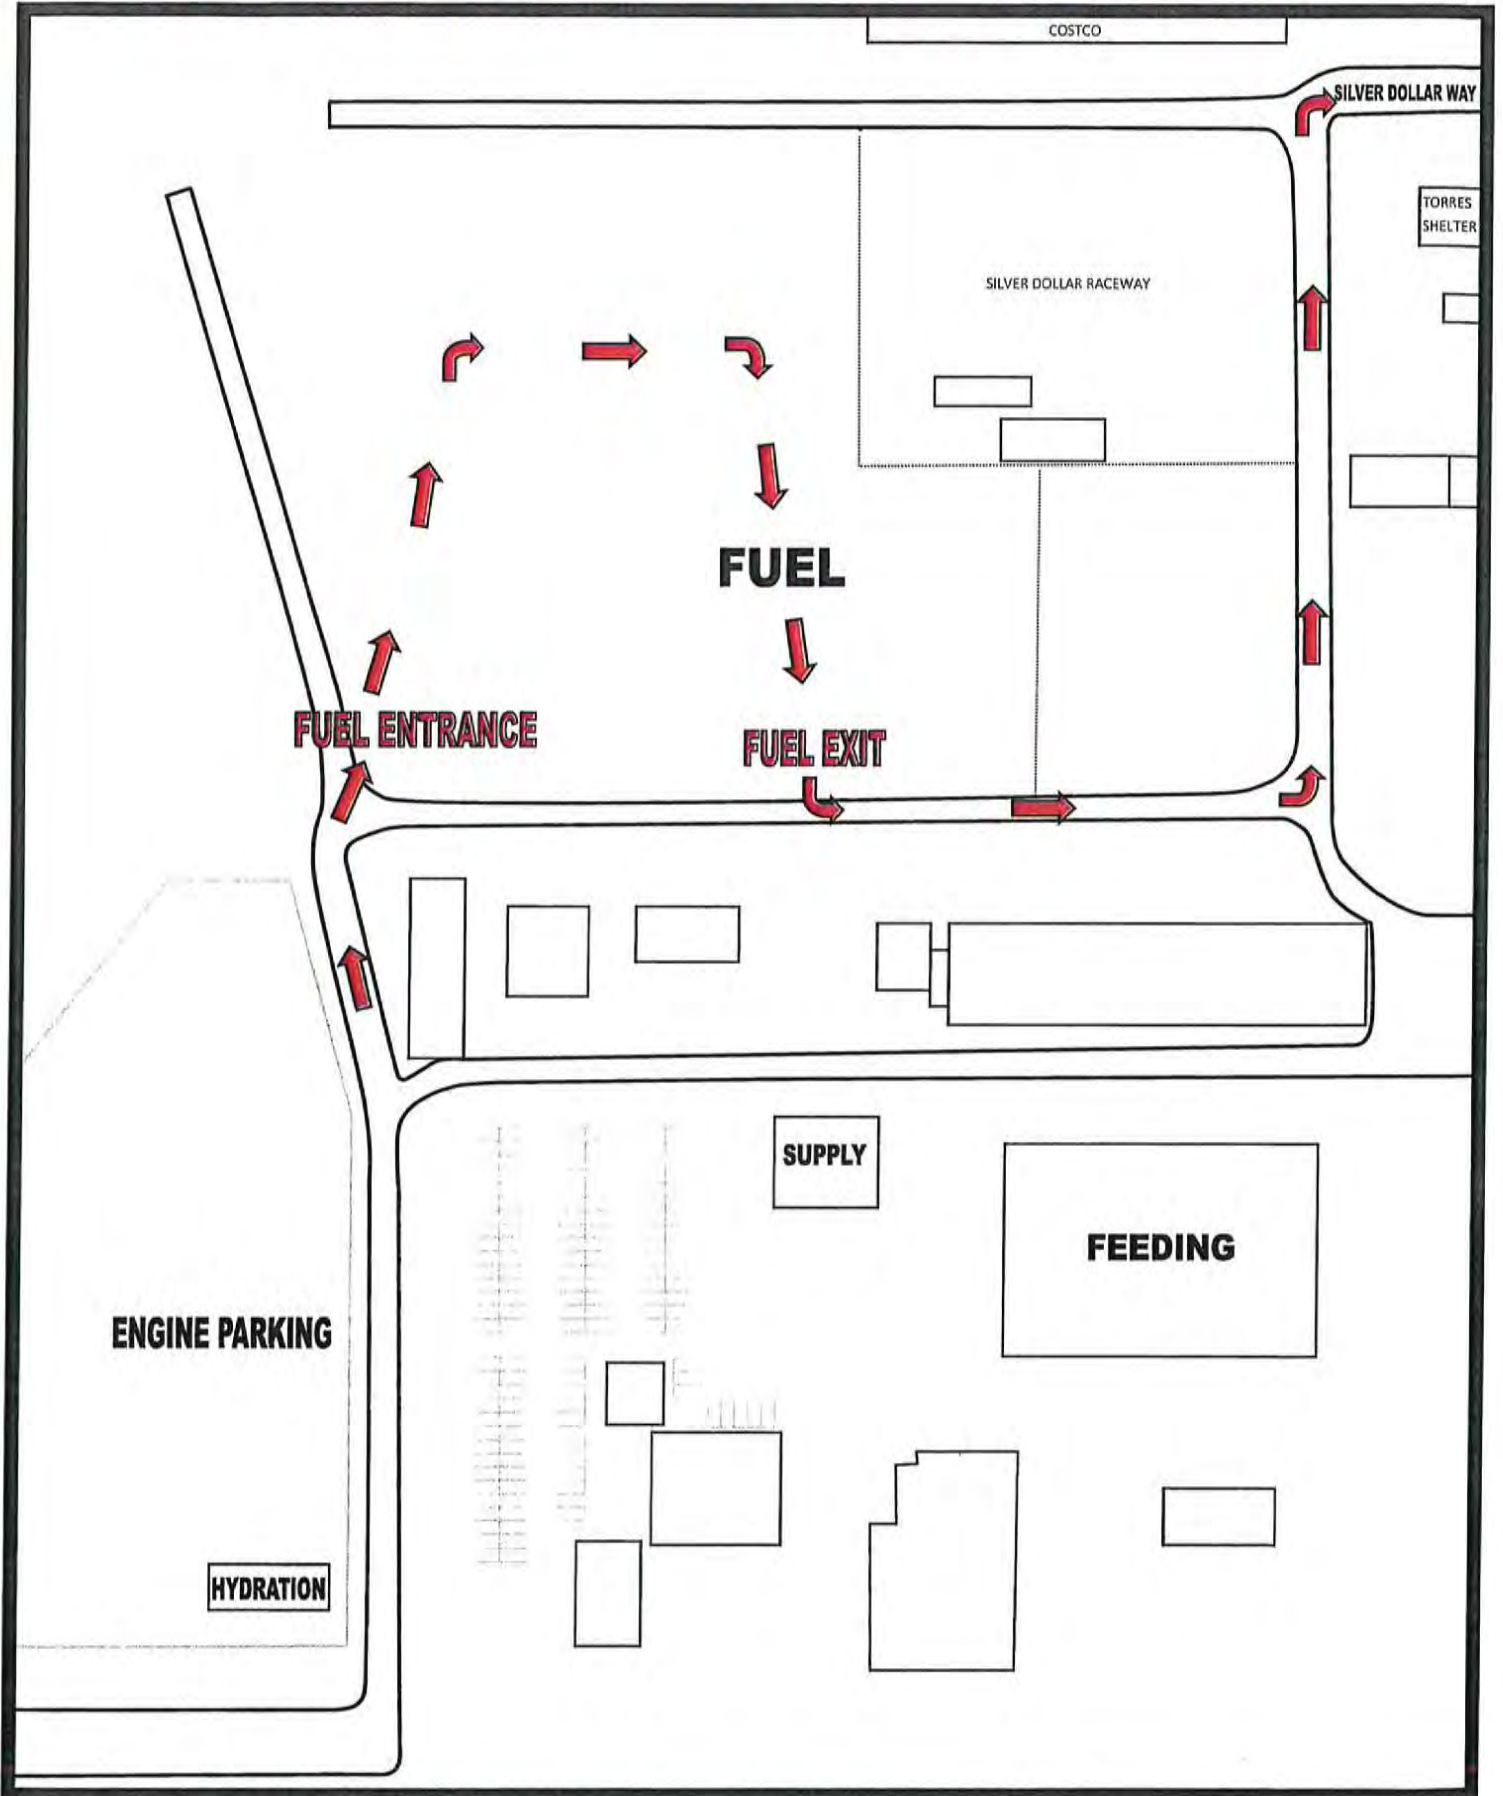 COSTCO
SILVER DOLLAR WAY
TORRES
SHELTER
SILVER DOLLAR RACEWAY
FUEL
FUEL ENTRANCE
FUEL EXIT
SUPPLY
FEEDING
ENGINE PARKING
HYDRATION